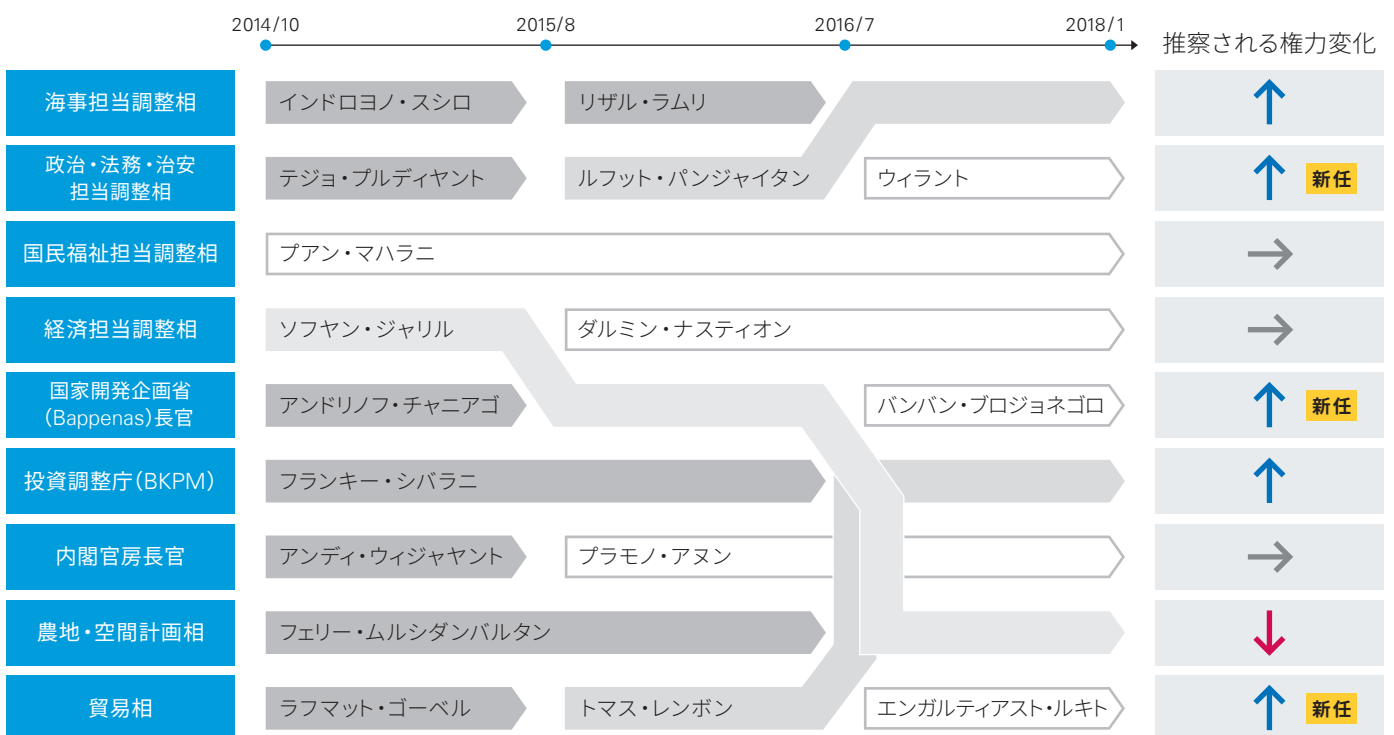 2014/10
2015/8
2016/7
2018/1
推察される権力変化
海事担当調整相
インドロヨノ・スシロ
リザル・ラムリ
政治・法務・治安
担当調整相
テジョ・プルディヤント
ルフット・パンジャイタン
ウィラント
新任
国民福祉担当調整相
プアン・マハラニ
経済担当調整相
ソフヤン・ジャリル
ダルミン・ナスティオン
国家開発企画省
（Bappenas）長官
アンドリノフ・チャニアゴ
バンバン・ブロジョネゴロ
新任
投資調整庁（BKPM）
フランキー・シバラニ
内閣官房長官
アンディ・ウィジャヤント
プラモノ・アヌン
農地・空間計画相
フェリー・ムルシダンバルタン
貿易相
ラフマット・ゴーベル
トマス・レンボン
エンガルティアスト・ルキト
新任